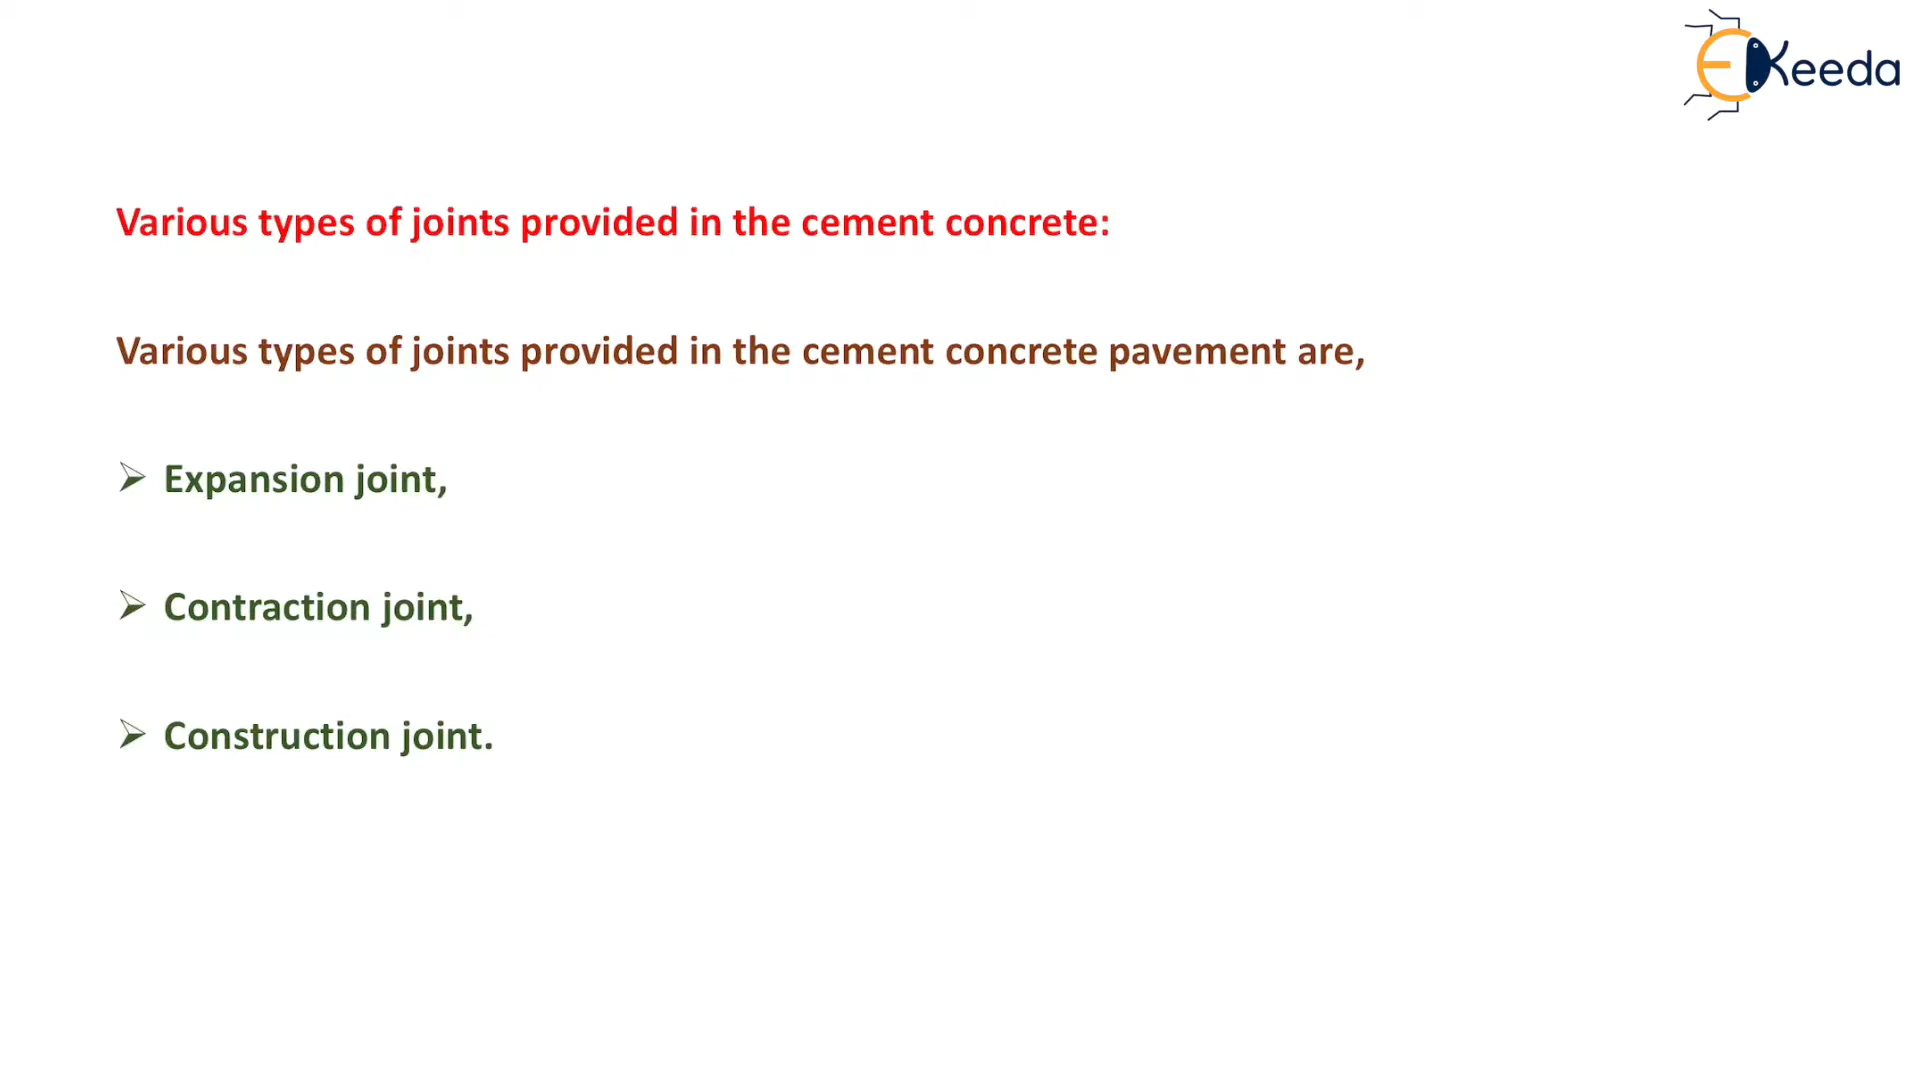 EKeeda
Various types of joints provided in the cement concrete:
Various types of joints provided in the cement concrete pavement are,
➢ Expansion joint,
➢ Contraction joint,
➢ Construction joint.